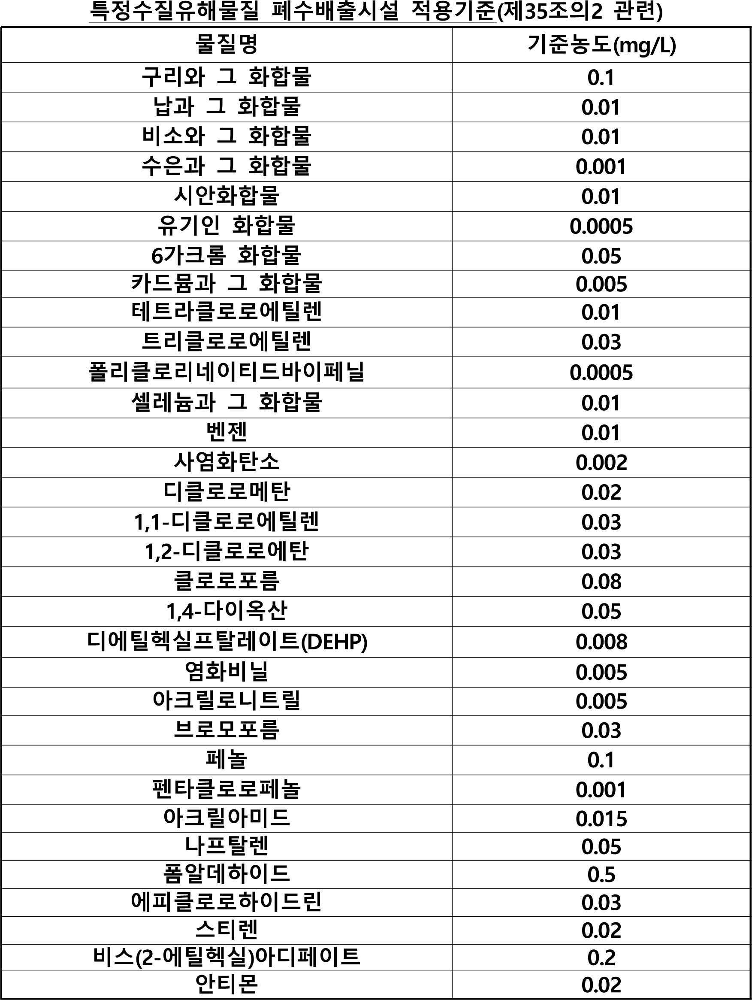 특정수질유해물질 폐수배출시설 적용기준(제35조의2 관련)
물질명 기준농도(mg/L)
구리와 그 화합물 0.1
납과 그 화합물 0.01
비소와 그 화합물 0.01
수은과 그 화합물 0.001
시안화합물 0.01
유기인 화합물 0.0005
6가크롬 화합물 0.05
카드뮴과 그 화합물 0.005
테트라클로로에틸렌 0.01
트리클로로에틸렌 0.03
폴리클로리네이티드바이페닐 0.0005
셀레늄과 그 화합물 0.01
벤젠 0.01
사염화탄소 0.002
디클로로메탄 0.02
1,1-디클로로에틸렌 0.03
1,2-디클로로에탄 0.03
클로로포름 0.08
1,4-다이옥산 0.05
디에틸헥실프탈레이트(DEHP) 0.008
염화비닐 0.005
아크릴로니트릴 0.005
브로모포름 0.03
페놀 0.1
펜타클로로페놀 0.001
아크릴아미드 0.015
나프탈렌 0.05
폼알데하이드 0.5
에피클로로하이드린 0.03
스티렌 0.02
비스(2-에틸헥실)아디페이트 0.2
안티몬 0.02